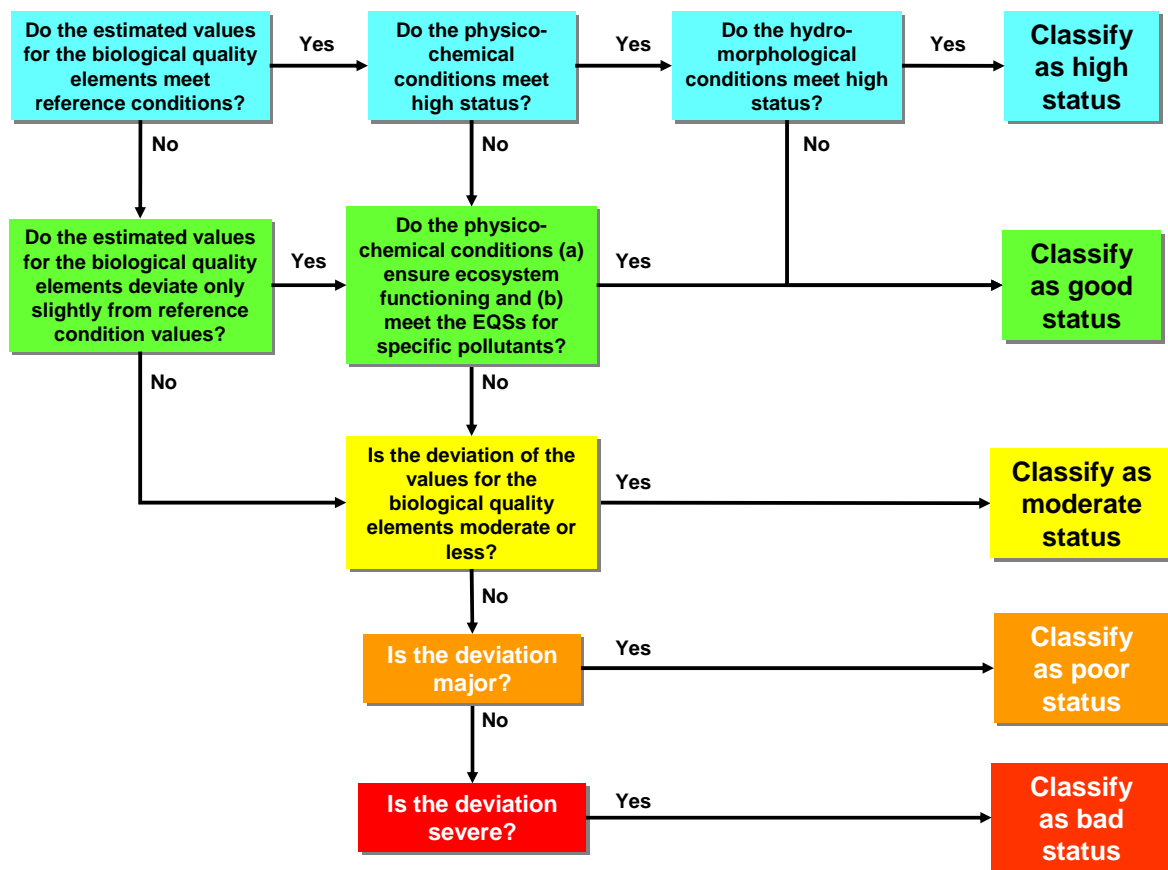 Do the estimated values
for the biological quality
elements meet
reference conditions?
Yes
Do the physico-
chemical
conditions meet
high status?
Yes
Do the hydro-
morphological
conditions meet high
status?
Yes
Classify
as high
status
No
No
No
Do the estimated values
for the biological quality
elements deviate only
slightly from reference
condition values?
Yes
Do the physico-
chemical conditions (a)
ensure ecosystem
functioning and (b)
meet the EQSs for
specific pollutants?
Yes
Classify
as good
status
No
No
Is the deviation of the
values for the
biological quality
elements moderate or
less?
Yes
Classify as
moderate
status
No
Is the deviation
major?
Yes
Classify
as poor
status
No
Is the deviation
severe?
Yes
Classify
as bad
status